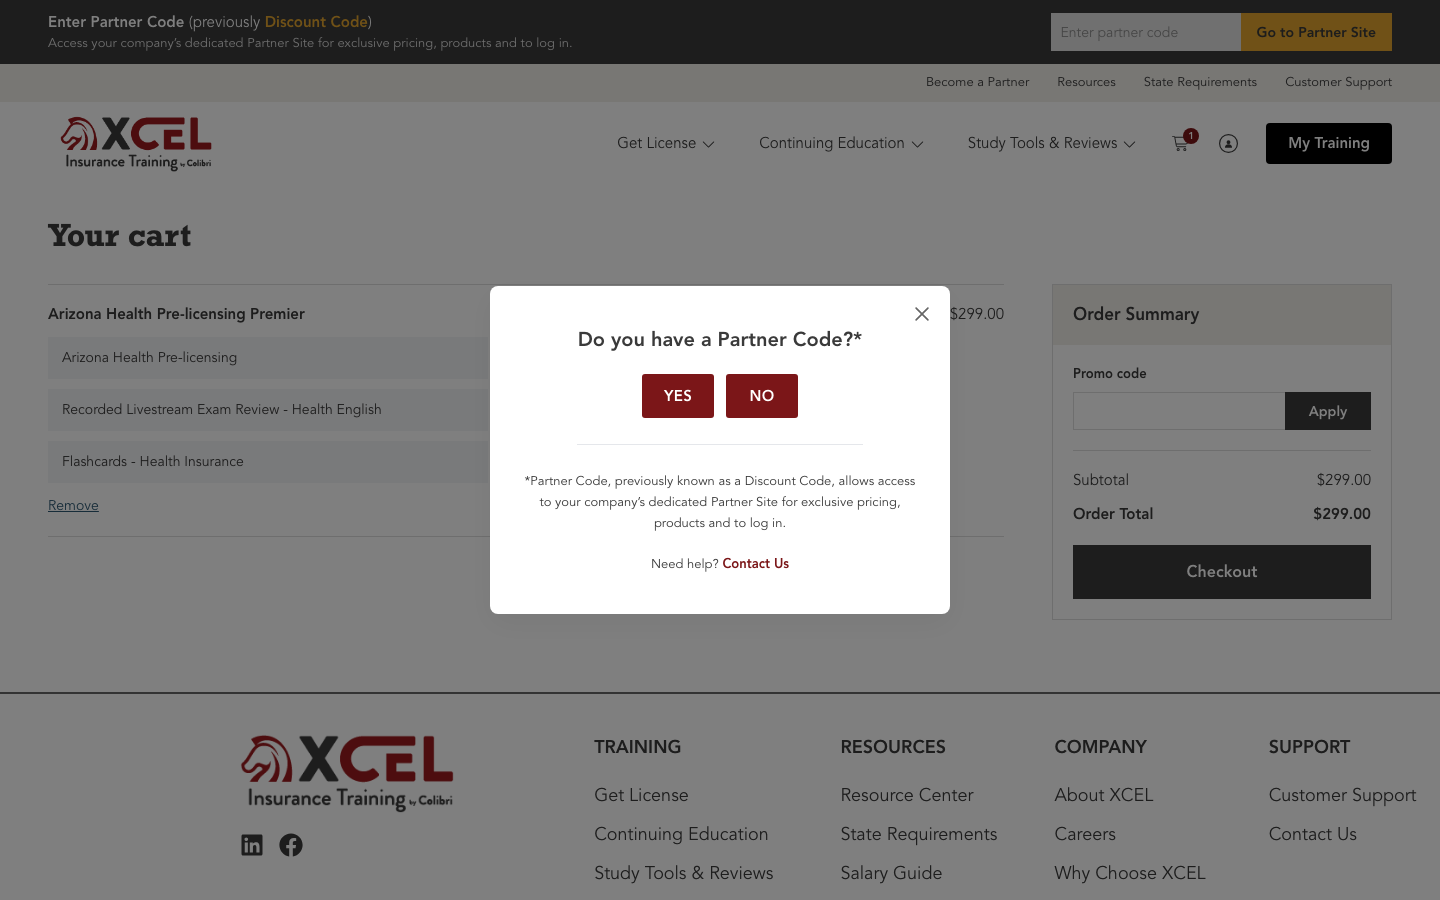 Enter Partner Code (previously Discount Code)
Access your company's dedicated Partner Site for exclusive pricing, products and to log in.
Enter partner code
Go to Partner Site
Become a Partner
Resources
State Requirements
Customer Support
XCEL
Insurance Training by Colibri
Get License
Continuing Education
Study Tools & Reviews
1
My Training
Your cart
Arizona Health Pre-licensing Premier
$299.00
Arizona Health Pre-licensing
Recorded Livestream Exam Review - Health English
Flashcards - Health Insurance
Remove
Do you have a Partner Code?*
YES
NO
*Partner Code, previously known as a Discount Code, allows access
to your company's dedicated Partner Site for exclusive pricing,
products and to log in.
Need help? Contact Us
Order Summary
Promo code
Apply
Subtotal $299.00
Order Total $299.00
Checkout
XCEL
Insurance Training by Colibri
TRAINING
Get License
Continuing Education
Study Tools & Reviews
RESOURCES
Resource Center
State Requirements
Salary Guide
COMPANY
About XCEL
Careers
Why Choose XCEL
SUPPORT
Customer Support
Contact Us